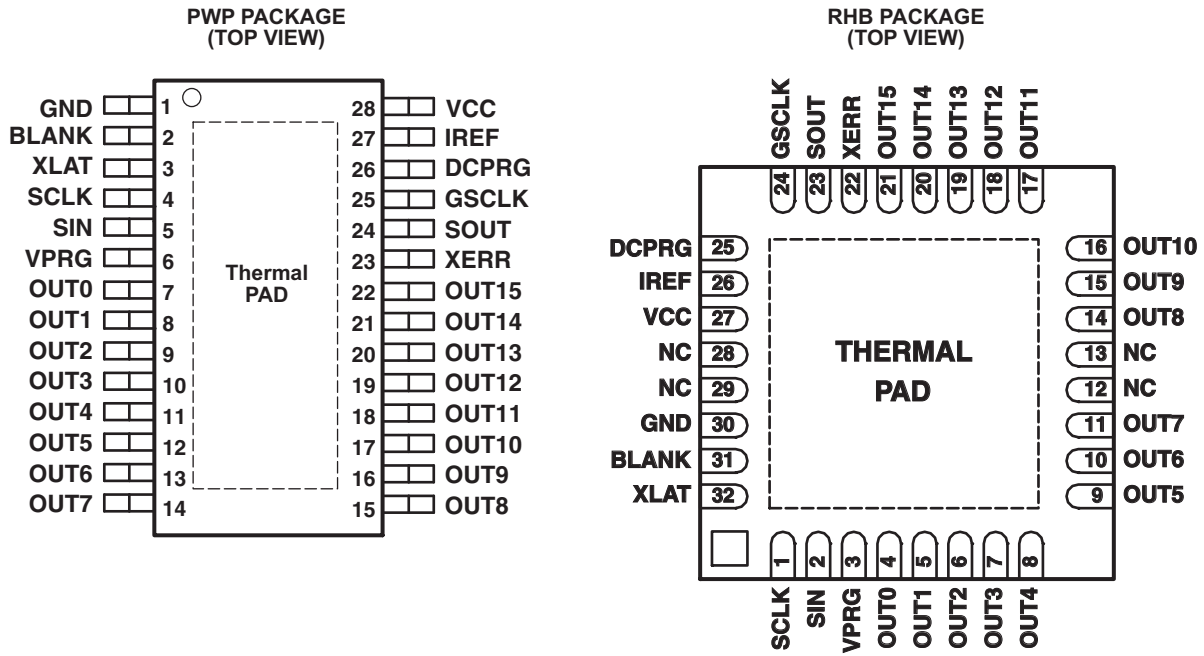 PWP PACKAGE
(TOP VIEW)
GND 1
BLANK 2
XLAT 3
SCLK 4
SIN 5
VPRG 6
OUT0 7
OUT1 8
OUT2 9
OUT3 10
OUT4 11
OUT5 12
OUT6 13
OUT7 14
Thermal
PAD
28 VCC
27 IREF
26 DCPRG
25 GSCLK
24 SOUT
23 XERR
22 OUT15
21 OUT14
20 OUT13
19 OUT12
18 OUT11
17 OUT10
16 OUT9
15 OUT8
RHB PACKAGE
(TOP VIEW)
GSCLK 24
SOUT 23
XERR 22
OUT15 21
OUT14 20
OUT13 19
OUT12 18
OUT11 17
DCPRG 25
IREF 26
VCC 27
NC 28
NC 29
GND 30
BLANK 31
XLAT 32
THERMAL
PAD
16 OUT10
15 OUT9
14 OUT8
13 NC
12 NC
11 OUT7
10 OUT6
9 OUT5
SCLK 1
SIN 2
VPRG 3
OUT0 4
OUT1 5
OUT2 6
OUT3 7
OUT4 8